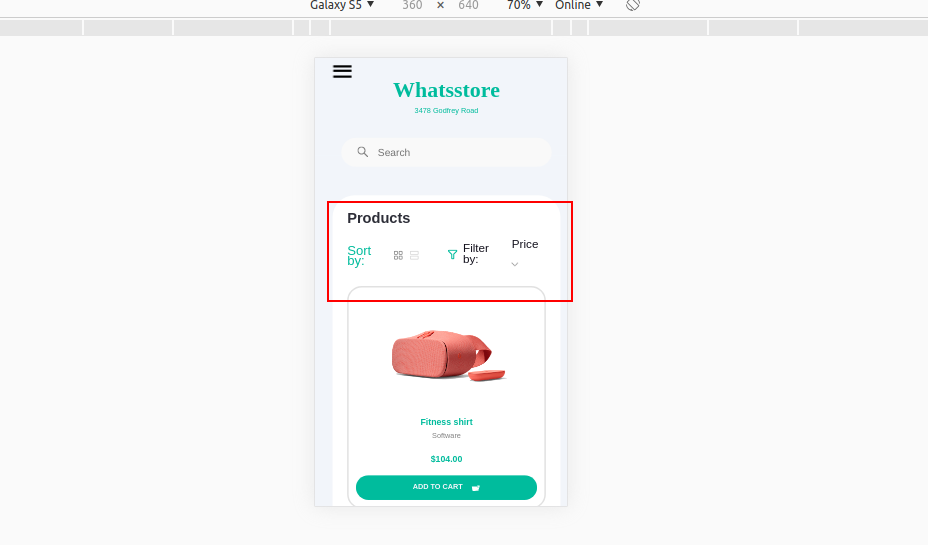 Galaxy S5 360 × 640 70% Online
Whatsstore
3478 Godfrey Road
Search
Products
Sort by:
Filter by:
Price
Fitness shirt
Software
$104.00
ADD TO CART